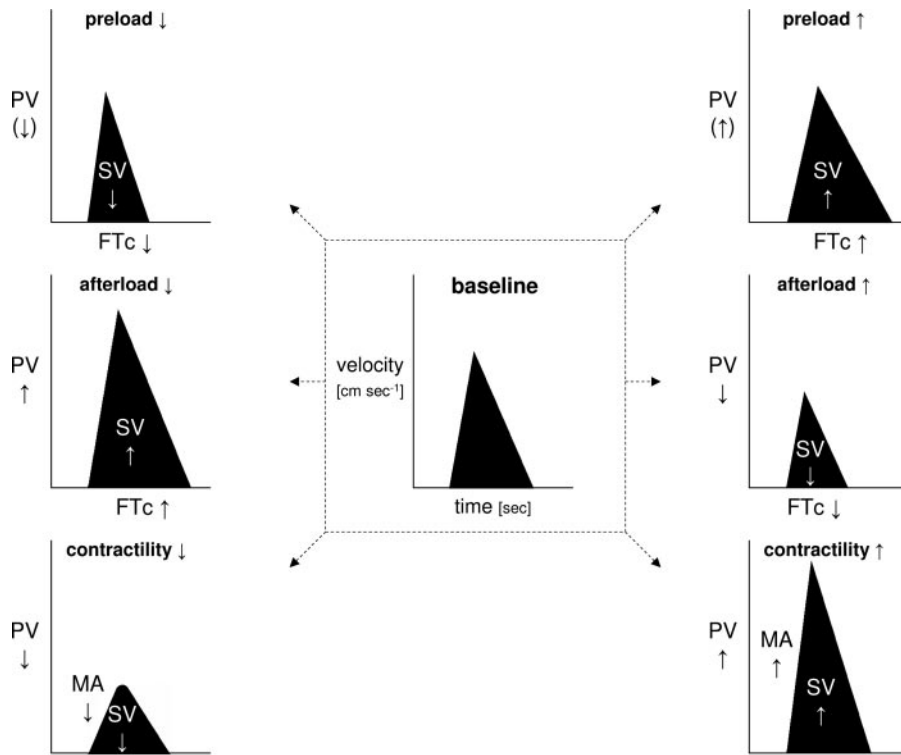 preload ↓
PV
(↓)
SV
↓
FTc ↓
preload ↑
PV
(↑)
SV
↑
FTc ↑
afterload ↓
PV
↑
SV
↑
FTc ↑
baseline
velocity
[cm sec⁻¹]
time [sec]
afterload ↑
PV
↓
SV
↓
FTc ↓
contractility ↓
PV
↓
MA
↓
SV
↓
contractility ↑
PV
↑
MA
↑
SV
↑